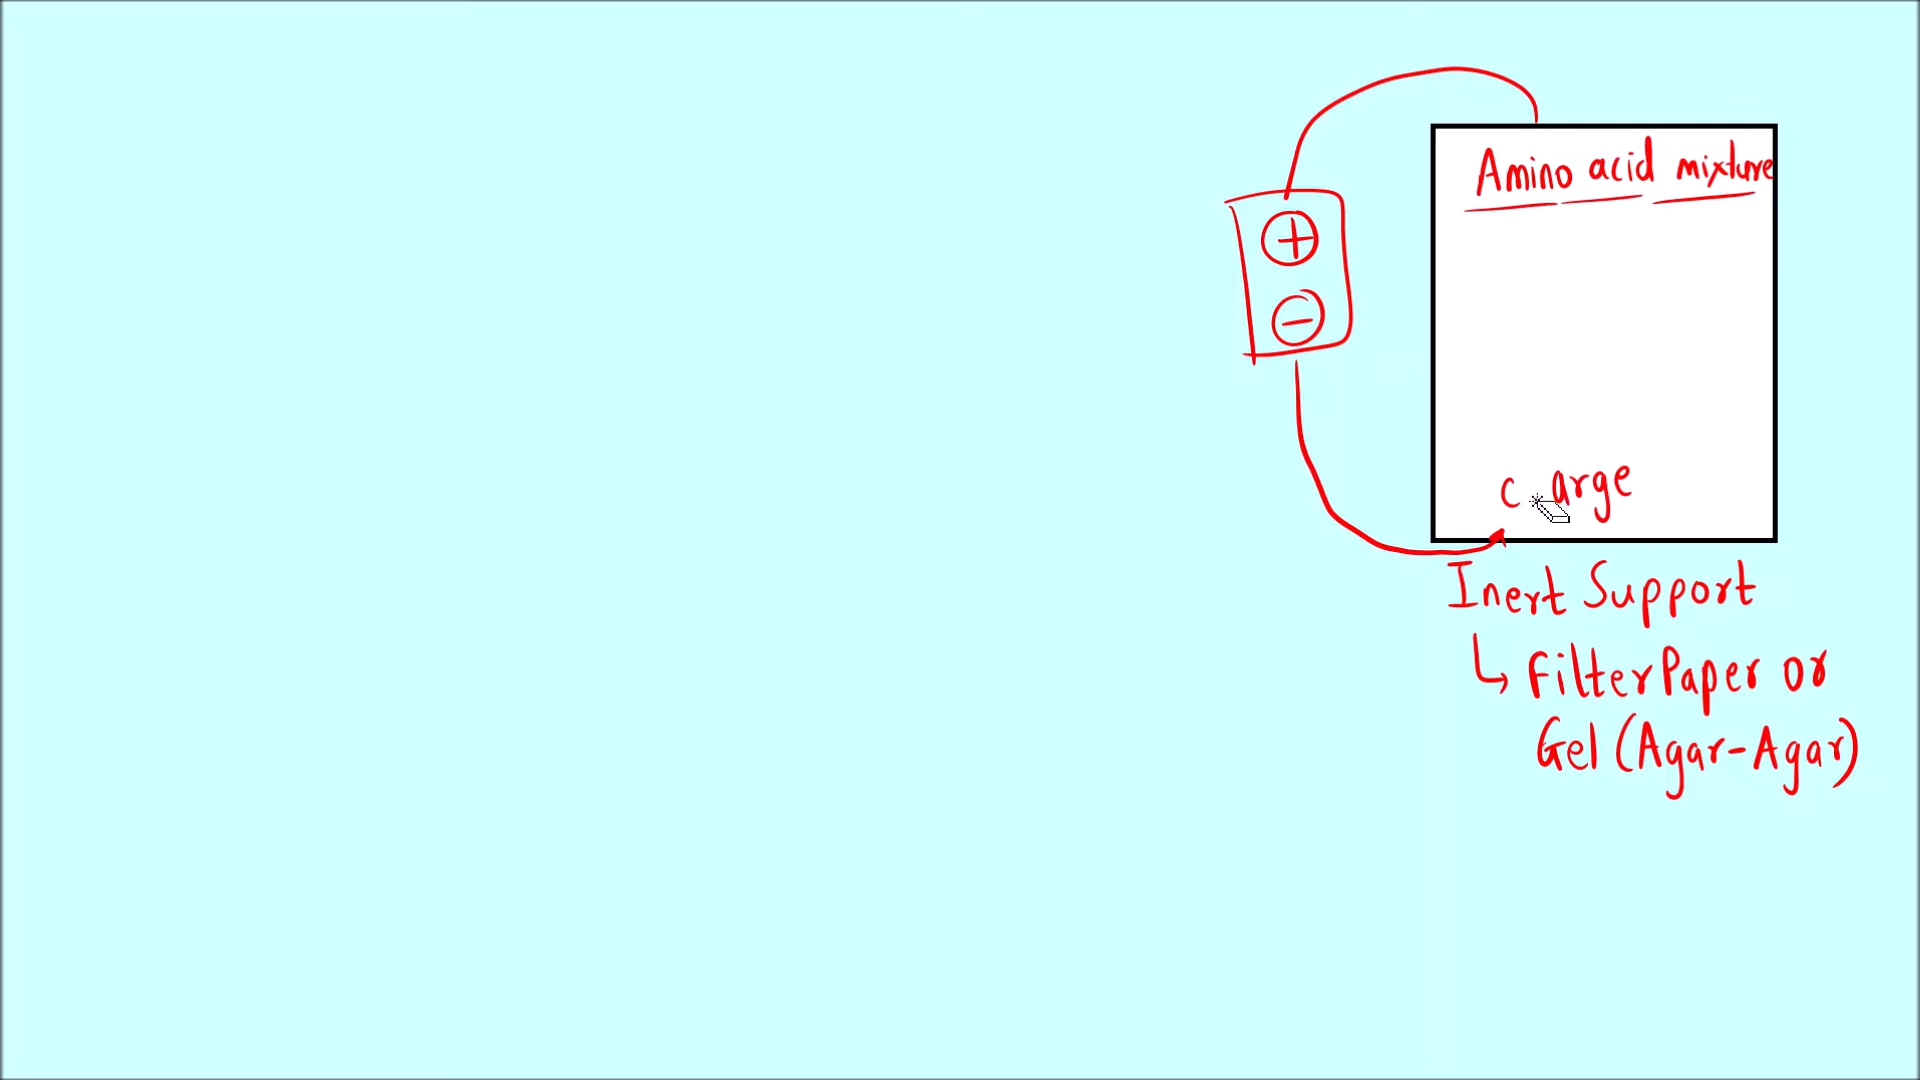 Amino acid mixture
+
−
c arge
Inert Support
↳ Filter Paper or
Gel (Agar-Agar)